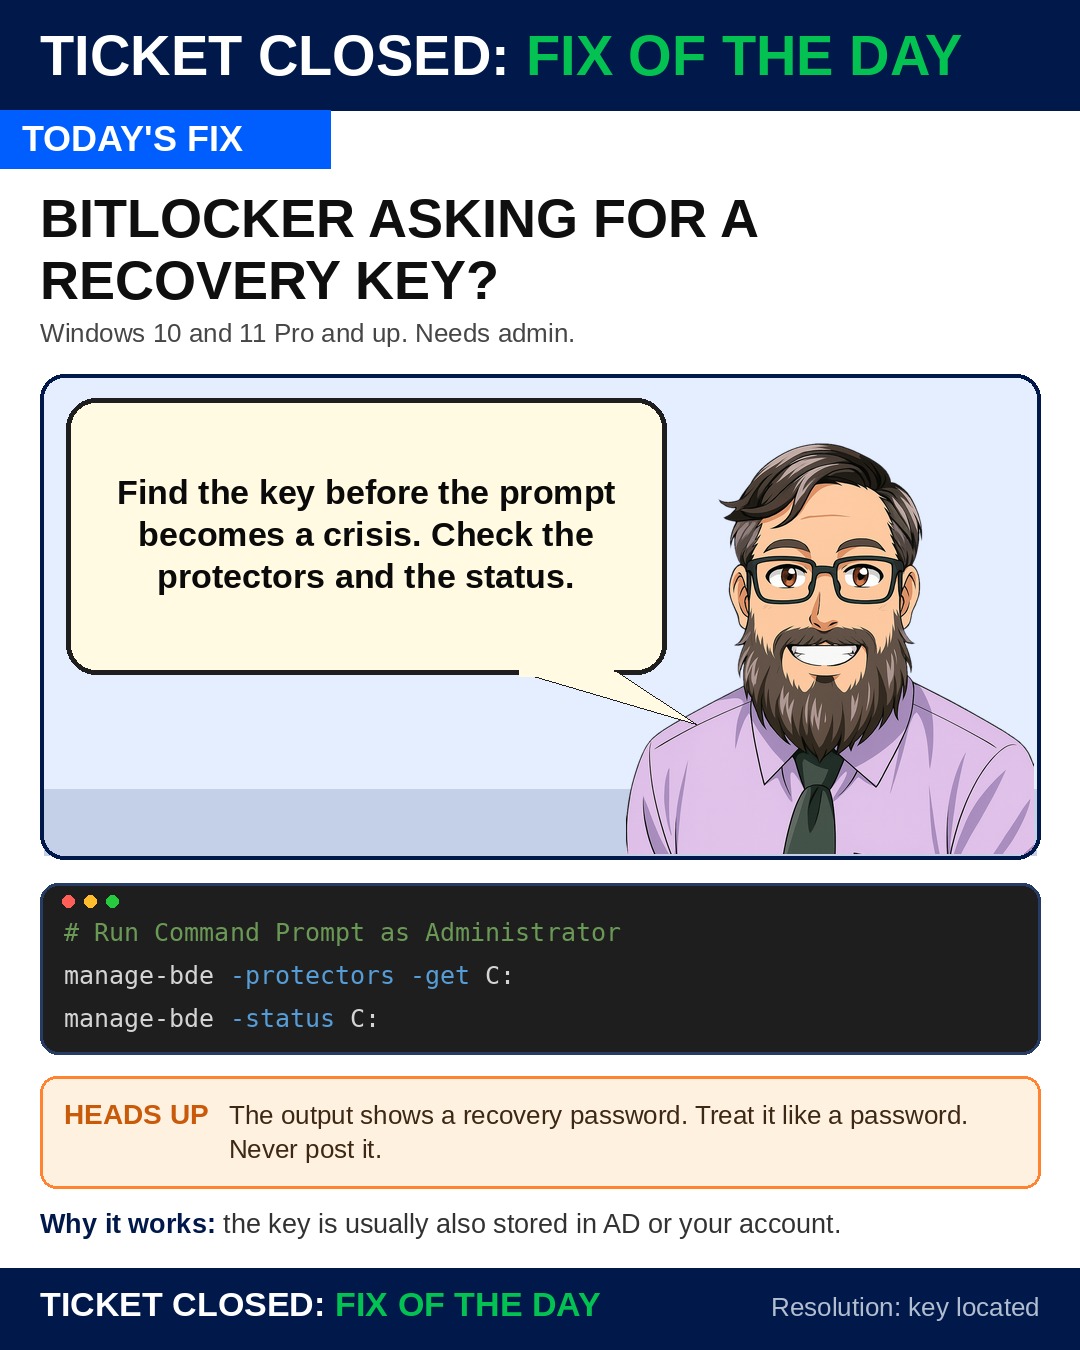 TICKET CLOSED: FIX OF THE DAY
TODAY'S FIX
BITLOCKER ASKING FOR A
RECOVERY KEY?
Windows 10 and 11 Pro and up. Needs admin.
Find the key before the prompt
becomes a crisis. Check the
protectors and the status.
# Run Command Prompt as Administrator
manage-bde -protectors -get C:
manage-bde -status C:
HEADS UP The output shows a recovery password. Treat it like a password.
Never post it.
Why it works: the key is usually also stored in AD or your account.
TICKET CLOSED: FIX OF THE DAY Resolution: key located